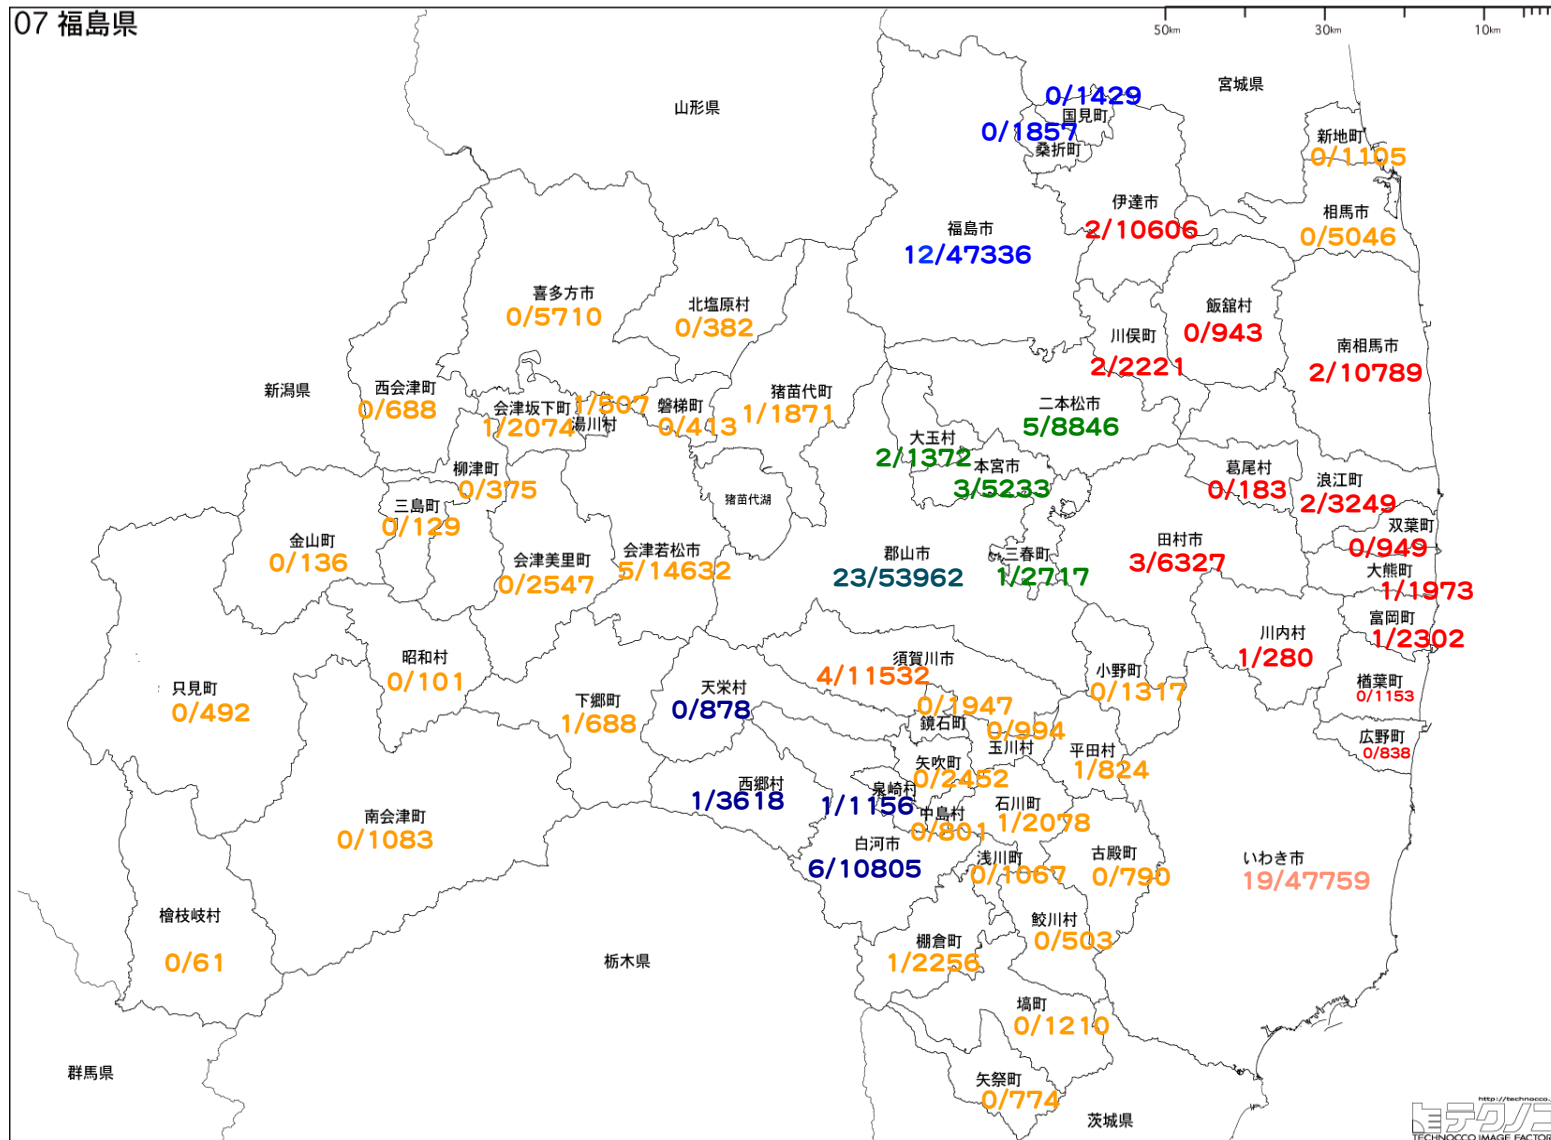 07 福島県
50km
30km
10km
山形県
宮城県
0/1429
国見町
0/1857
桑折町
新地町
0/1105
伊達市
2/10606
相馬市
0/5046
福島市
12/47336
喜多方市
0/5710
北塩原村
0/382
飯舘村
0/943
川俣町
2/2221
南相馬市
2/10789
新潟県
西会津町
0/688
会津坂下町
1/2074
1/507
湯川村
磐梯町
0/413
猪苗代町
1/1871
二本松市
5/8846
大玉村
2/1372
本宮市
3/5233
柳津町
0/375
三島町
0/129
猪苗代湖
葛尾村
0/183
浪江町
2/3249
双葉町
0/949
金山町
0/136
会津美里町
0/2547
会津若松市
5/14632
郡山市
23/53962
三春町
1/2717
田村市
3/6327
大熊町
1/1973
富岡町
1/2302
川内村
1/280
昭和村
0/101
只見町
0/492
下郷町
1/688
天栄村
0/878
須賀川市
4/11532
小野町
0/1317
楢葉町
0/1153
0/1947
鏡石町
0/994
玉川村
平田村
1/824
広野町
0/838
矢吹町
0/2452
西郷村
1/3618
泉崎村
1/1156
中島村
0/801
石川町
1/2078
南会津町
0/1083
白河市
6/10805
浅川町
0/1067
古殿町
0/790
いわき市
19/47759
檜枝岐村
0/61
鮫川村
0/503
棚倉町
1/2256
栃木県
塙町
0/1210
群馬県
矢祭町
0/774
茨城県
http://technocco.
テクノコ
TECHNOCCO IMAGE FACTOR